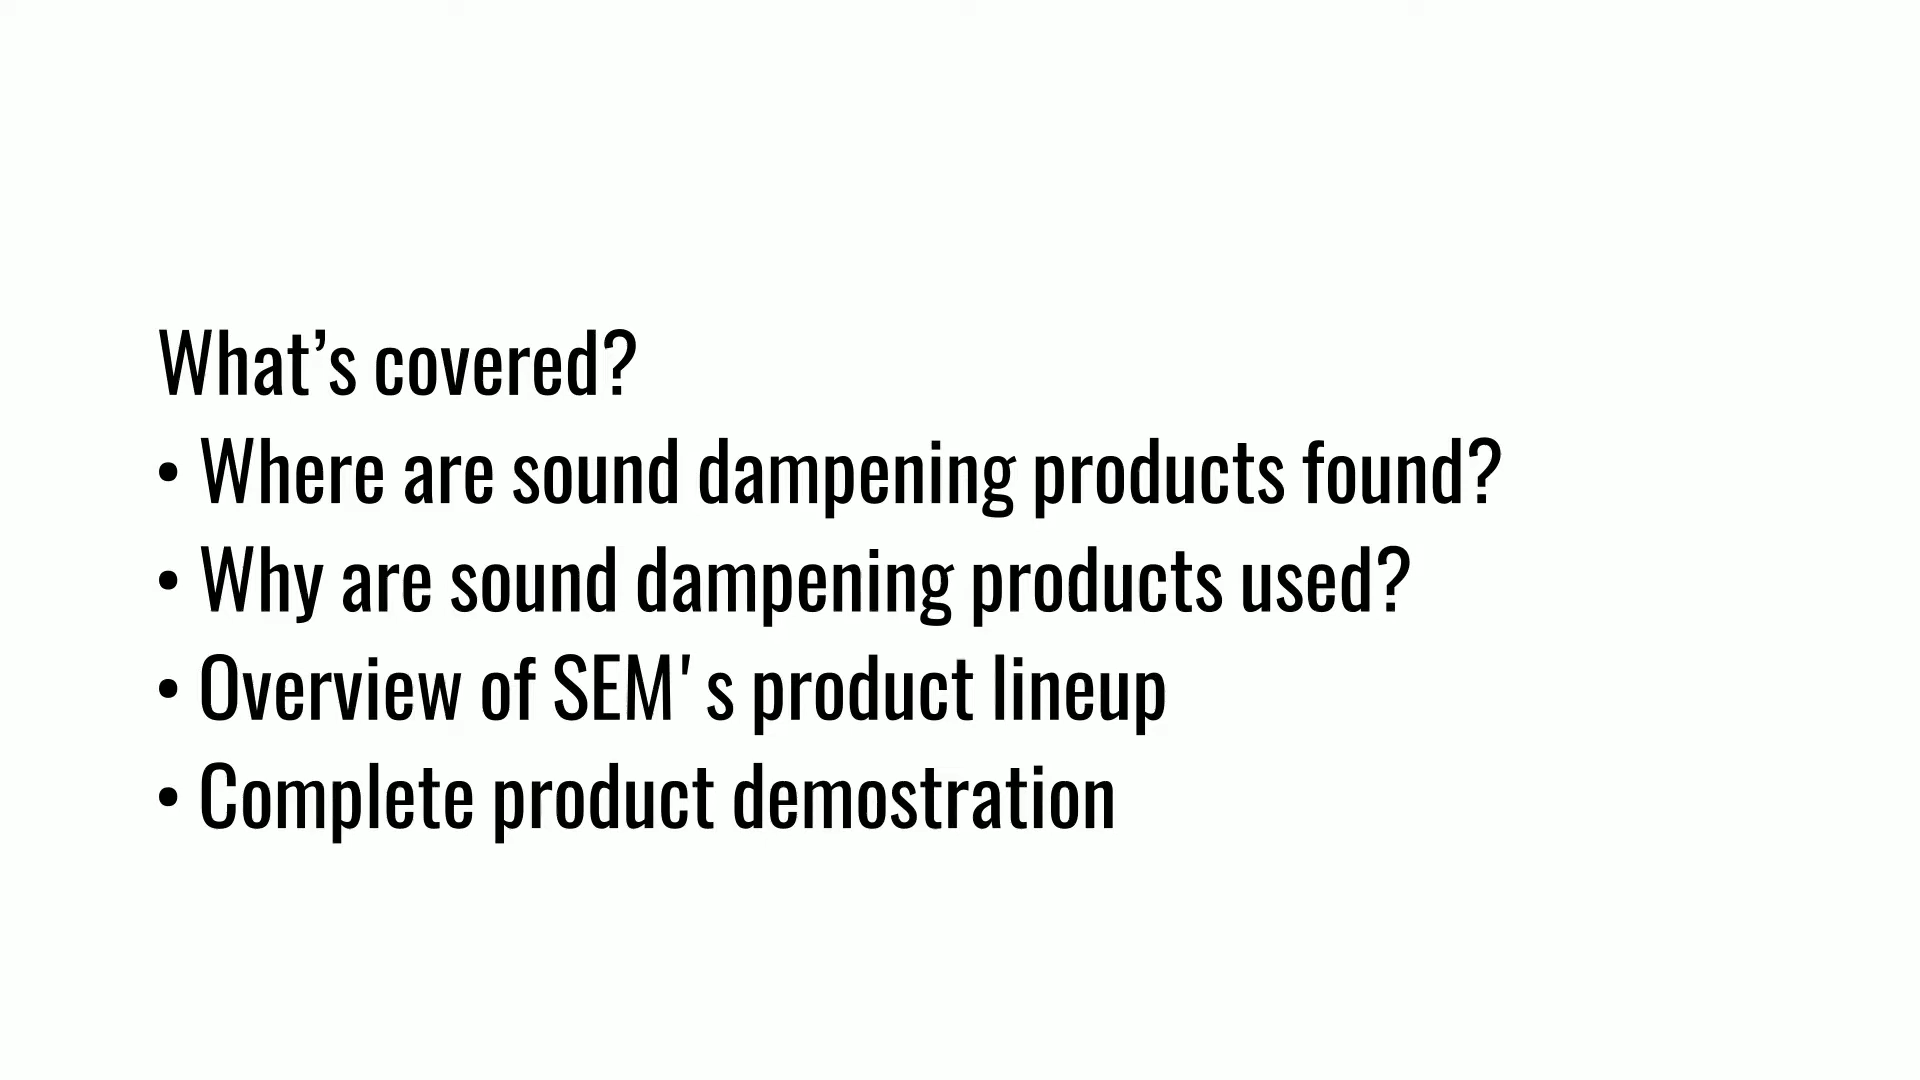 What’s covered?
• Where are sound dampening products found?
• Why are sound dampening products used?
• Overview of SEM's product lineup
• Complete product demostration